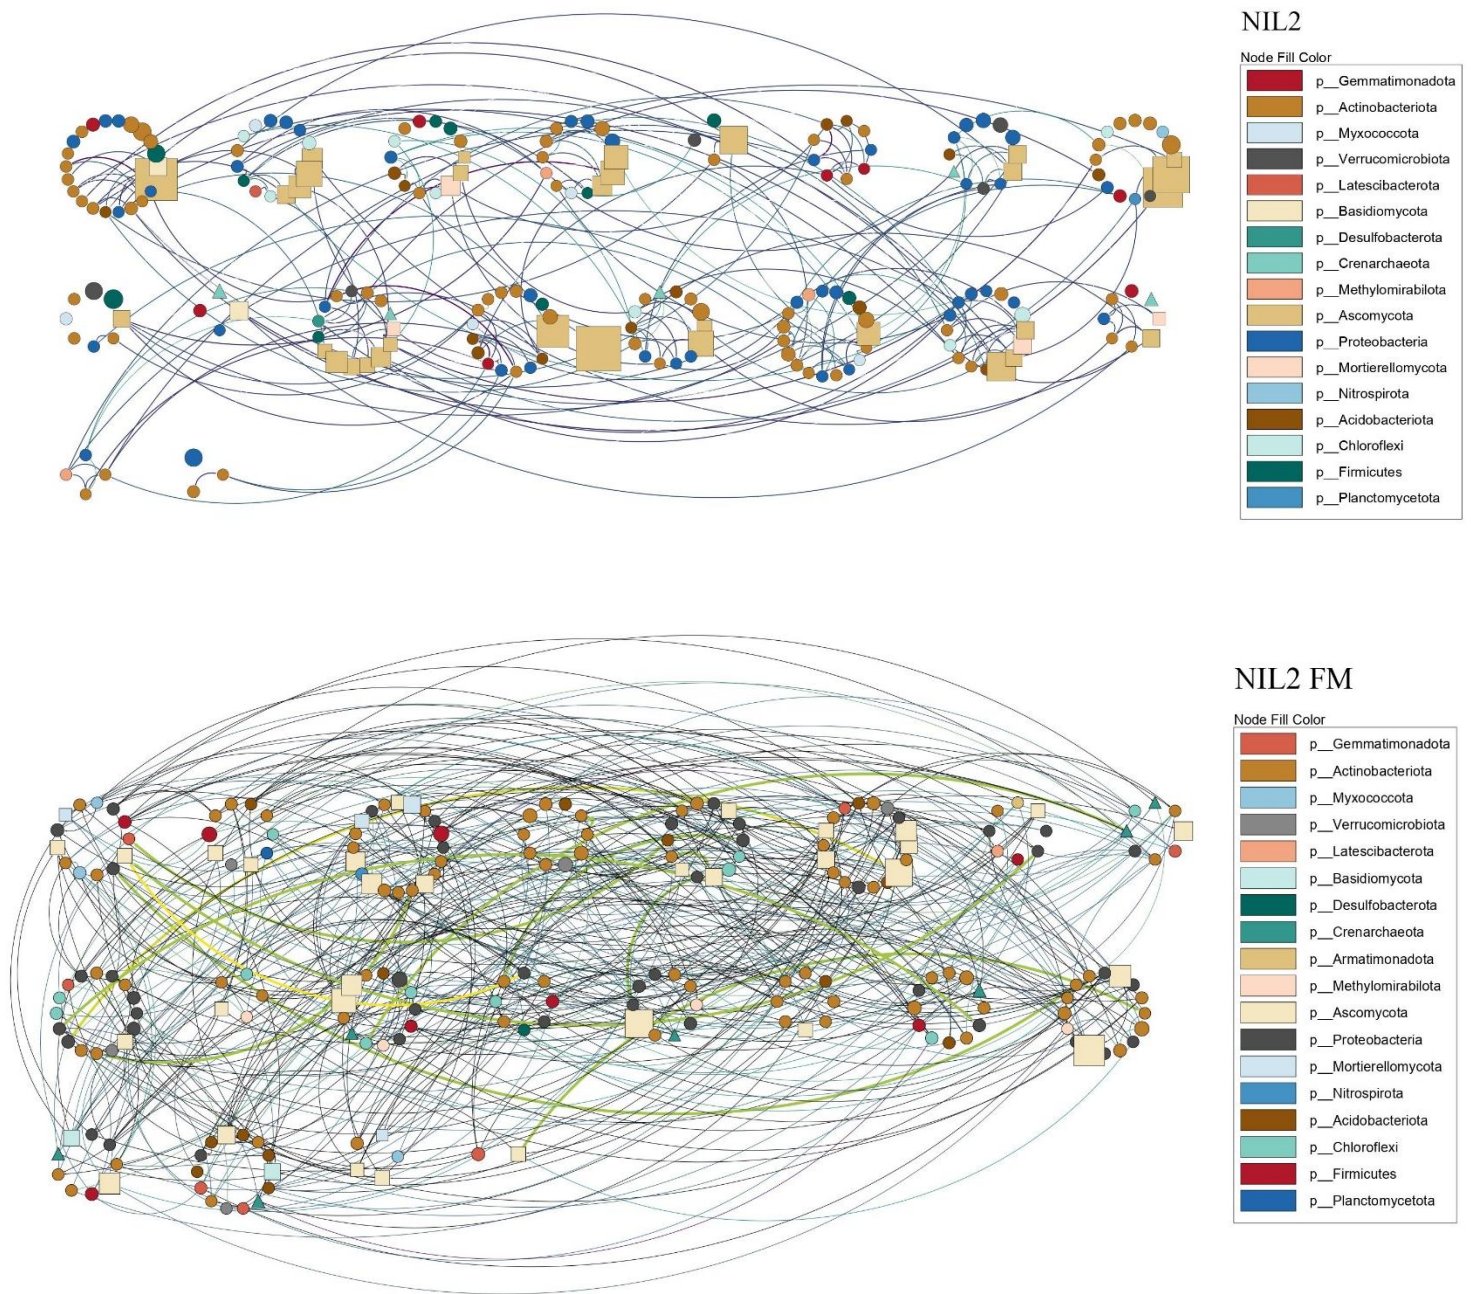 NIL2
Node Fill Color
p__Gemmatimonadota
p__Actinobacteriota
p__Myxococcota
p__Verrucomicrobiota
p__Latescibacterota
p__Basidiomycota
p__Desulfobacterota
p__Crenarchaeota
p__Methylomirabilota
p__Ascomycota
p__Proteobacteria
p__Mortierellomycota
p__Nitrospirota
p__Acidobacteriota
p__Chloroflexi
p__Firmicutes
p__Planctomycetota
NIL2 FM
Node Fill Color
p__Gemmatimonadota
p__Actinobacteriota
p__Myxococcota
p__Verrucomicrobiota
p__Latescibacterota
p__Basidiomycota
p__Desulfobacterota
p__Crenarchaeota
p__Armatimonadota
p__Methylomirabilota
p__Ascomycota
p__Proteobacteria
p__Mortierellomycota
p__Nitrospirota
p__Acidobacteriota
p__Chloroflexi
p__Firmicutes
p__Planctomycetota